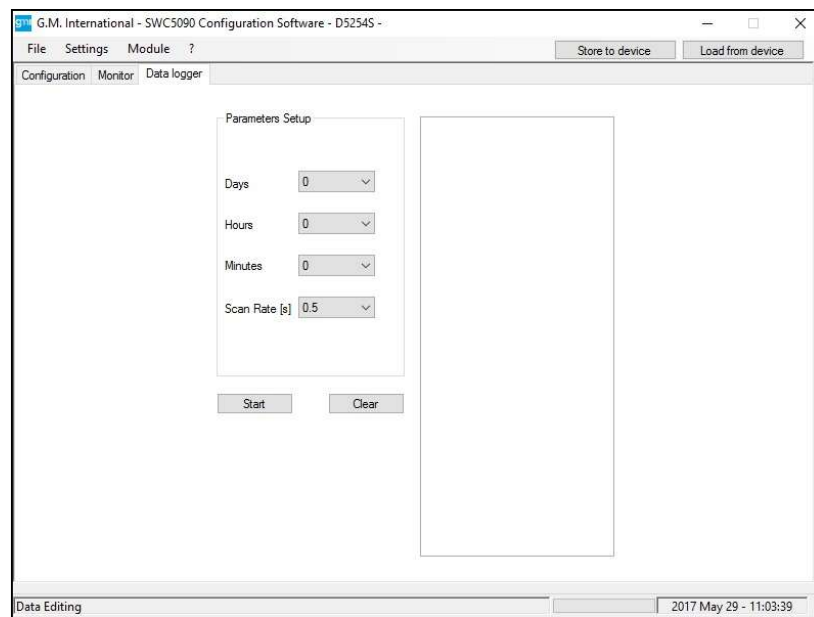 gmi G.M. International - SWC5090 Configuration Software - D5254S -
File Settings Module ? Store to device Load from device
Configuration Monitor Data logger
Parameters Setup
Days 0
Hours 0
Minutes 0
Scan Rate [s] 0.5
Start Clear
Data Editing 2017 May 29 - 11:03:39